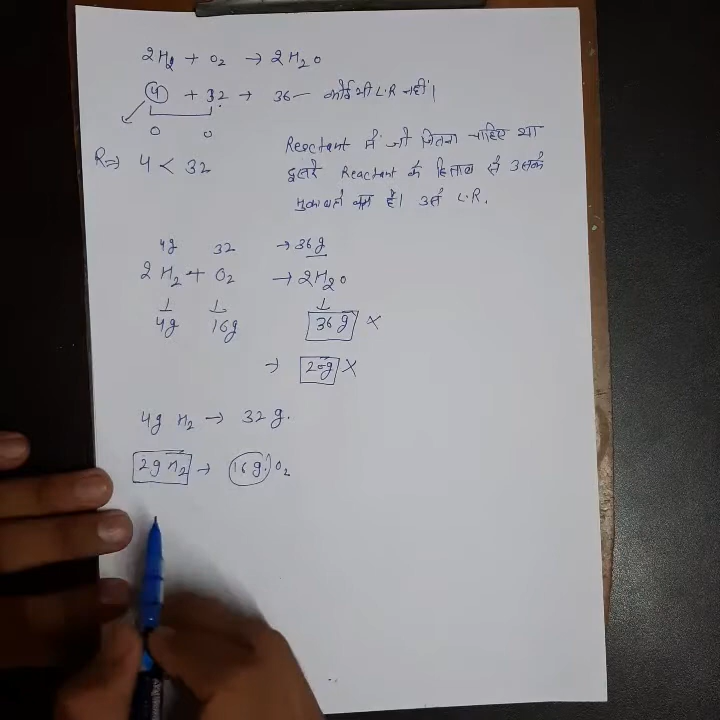 2H₂ + O₂ → 2H₂O
4 + 32 → 36 – कोई भी L.R नहीं।
0 0
R⇒ 4 < 32
Reactant में जो जितना चाहिए था
दूसरे Reactant के हिसाब से उसके
मुकाबले कम है। उसे L.R.
4g 32 → 36g
2H₂ + O₂ → 2H₂O
↓ ↓ ↓
4g 16g 36g ×
→ 20g ×
4g H₂ → 32g.
2g H₂ → 16g. O₂